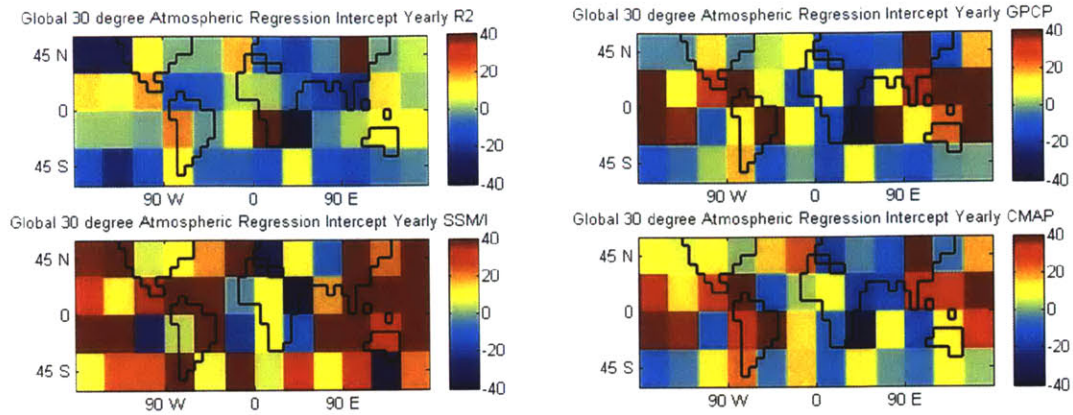 Global 30 degree Atmospheric Regression Intercept Yearly R2
45 N
0
45 S
90 W 0 90 E
40
20
0
-20
-40
Global 30 degree Atmospheric Regression Intercept Yearly GPCP
45 N
0
45 S
90 W 0 90 E
40
20
0
-20
-40
Global 30 degree Atmospheric Regression Intercept Yearly SSM/I
45 N
0
45 S
90 W 0 90 E
40
20
0
-20
-40
Global 30 degree Atmospheric Regression Intercept Yearly CMAP
45 N
0
45 S
90 W 0 90 E
40
20
0
-20
-40